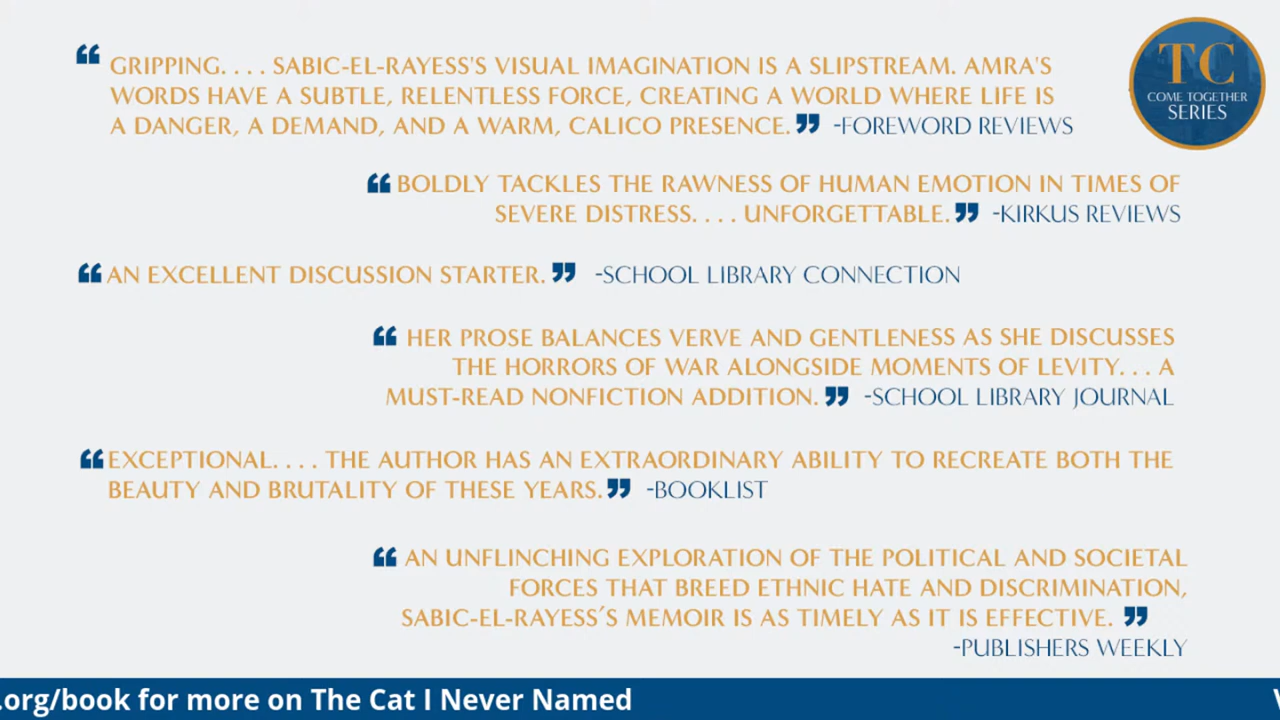 “ GRIPPING. . . . SABIC-EL-RAYESS'S VISUAL IMAGINATION IS A SLIPSTREAM. AMRA'S
WORDS HAVE A SUBTLE, RELENTLESS FORCE, CREATING A WORLD WHERE LIFE IS
A DANGER, A DEMAND, AND A WARM, CALICO PRESENCE. ” -FOREWORD REVIEWS
TC
COME TOGETHER
SERIES
“ BOLDLY TACKLES THE RAWNESS OF HUMAN EMOTION IN TIMES OF
SEVERE DISTRESS. . . . UNFORGETTABLE. ” -KIRKUS REVIEWS
“ AN EXCELLENT DISCUSSION STARTER. ” -SCHOOL LIBRARY CONNECTION
“ HER PROSE BALANCES VERVE AND GENTLENESS AS SHE DISCUSSES
THE HORRORS OF WAR ALONGSIDE MOMENTS OF LEVITY. . . A
MUST-READ NONFICTION ADDITION. ” -SCHOOL LIBRARY JOURNAL
“ EXCEPTIONAL. . . . THE AUTHOR HAS AN EXTRAORDINARY ABILITY TO RECREATE BOTH THE
BEAUTY AND BRUTALITY OF THESE YEARS. ” -BOOKLIST
“ AN UNFLINCHING EXPLORATION OF THE POLITICAL AND SOCIETAL
FORCES THAT BREED ETHNIC HATE AND DISCRIMINATION,
SABIC-EL-RAYESS´S MEMOIR IS AS TIMELY AS IT IS EFFECTIVE. ”
-PUBLISHERS WEEKLY
.org/book for more on The Cat I Never Named